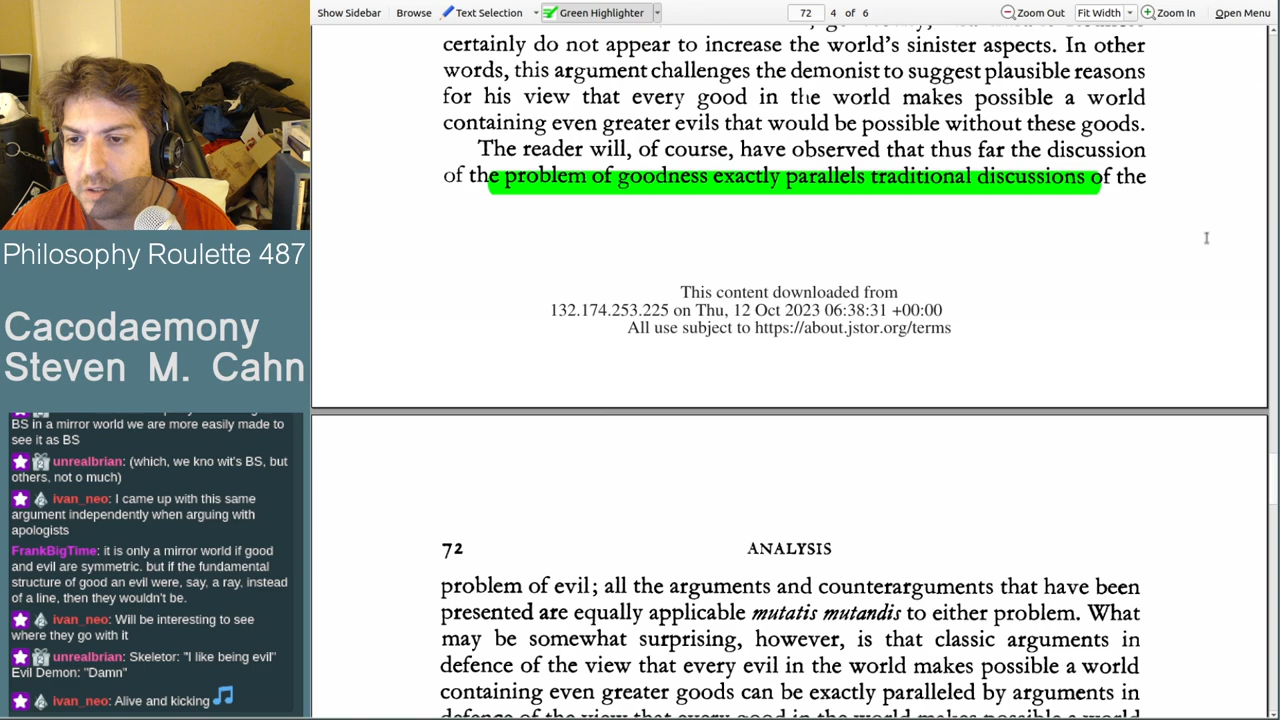 Show Sidebar Browse Text Selection Green Highlighter 72 4 of 6 Zoom Out Fit Width Zoom In Open Menu
certainly do not appear to increase the world's sinister aspects. In other
words, this argument challenges the demonist to suggest plausible reasons
for his view that every good in the world makes possible a world
containing even greater evils that would be possible without these goods.
The reader will, of course, have observed that thus far the discussion
of the problem of goodness exactly parallels traditional discussions of the
This content downloaded from
132.174.253.225 on Thu, 12 Oct 2023 06:38:31 +00:00
All use subject to https://about.jstor.org/terms
72 ANALYSIS
problem of evil; all the arguments and counterarguments that have been
presented are equally applicable mutatis mutandis to either problem. What
may be somewhat surprising, however, is that classic arguments in
defence of the view that every evil in the world makes possible a world
containing even greater goods can be exactly paralleled by arguments in
defence of the view that every good in the world makes possible a world
Philosophy Roulette 487
Cacodaemony
Steven M. Cahn
BS in a mirror world we are more easily made to
see it as BS
unrealbrian: (which, we kno wit's BS, but
others, not o much)
ivan_neo: I came up with this same
argument independently when arguing with
apologists
FrankBigTime: it is only a mirror world if good
and evil are symmetric. but if the fundamental
structure of good an evil were, say, a ray, instead
of a line, then they wouldn't be.
ivan_neo: Will be interesting to see
where they go with it
unrealbrian: Skeletor: "I like being evil"
Evil Demon: "Damn"
ivan_neo: Alive and kicking